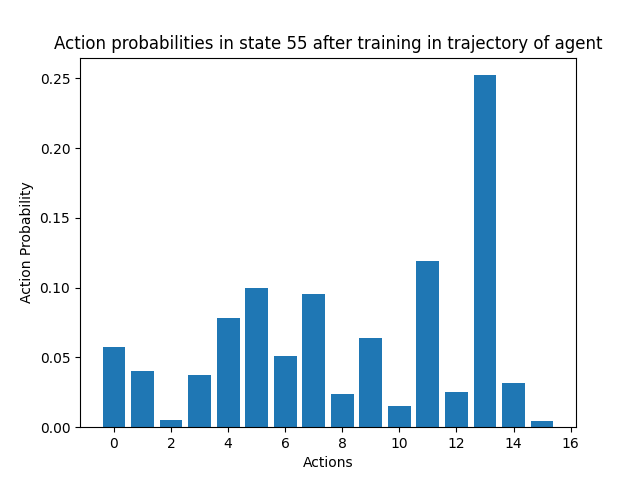 Action probabilities in state 55 after training in trajectory of agent
0.25
0.20
0.15
0.10
0.05
0.00
Action Probability
0 2 4 6 8 10 12 14 16
Actions